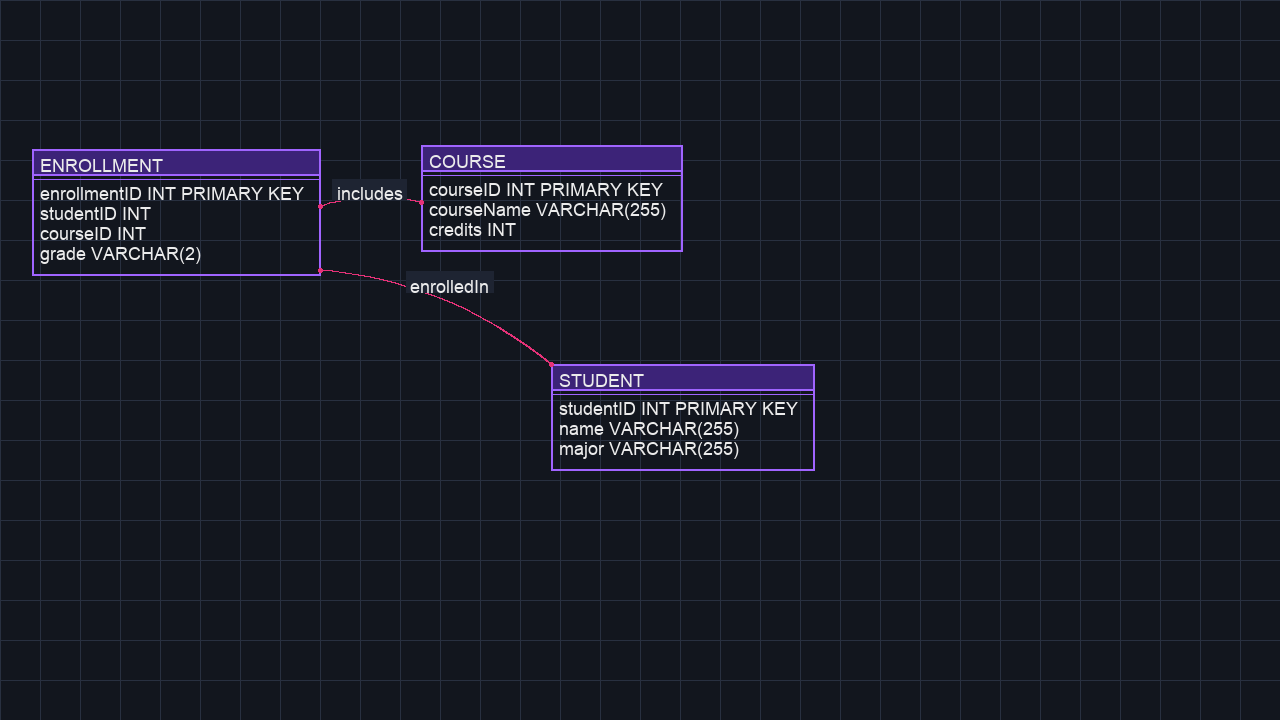 ENROLLMENT
enrollmentID INT PRIMARY KEY
studentID INT
courseID INT
grade VARCHAR(2)
includes
COURSE
courseID INT PRIMARY KEY
courseName VARCHAR(255)
credits INT
enrolledIn
STUDENT
studentID INT PRIMARY KEY
name VARCHAR(255)
major VARCHAR(255)